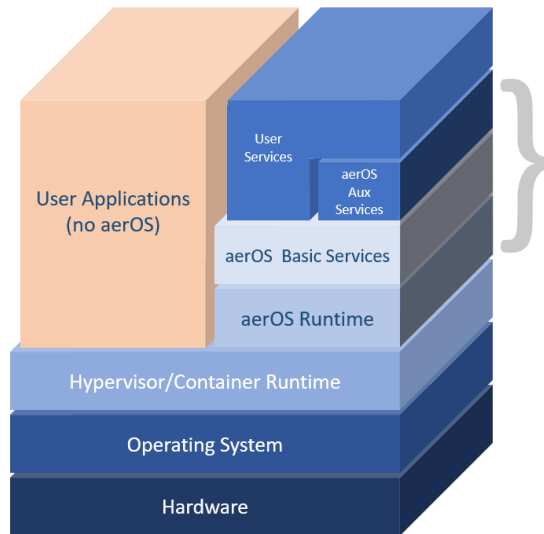 User
Services
aerOS
Aux
Services
User Applications
(no aerOS)
aerOS Basic Services
aerOS Runtime
Hypervisor/Container Runtime
Operating System
Hardware